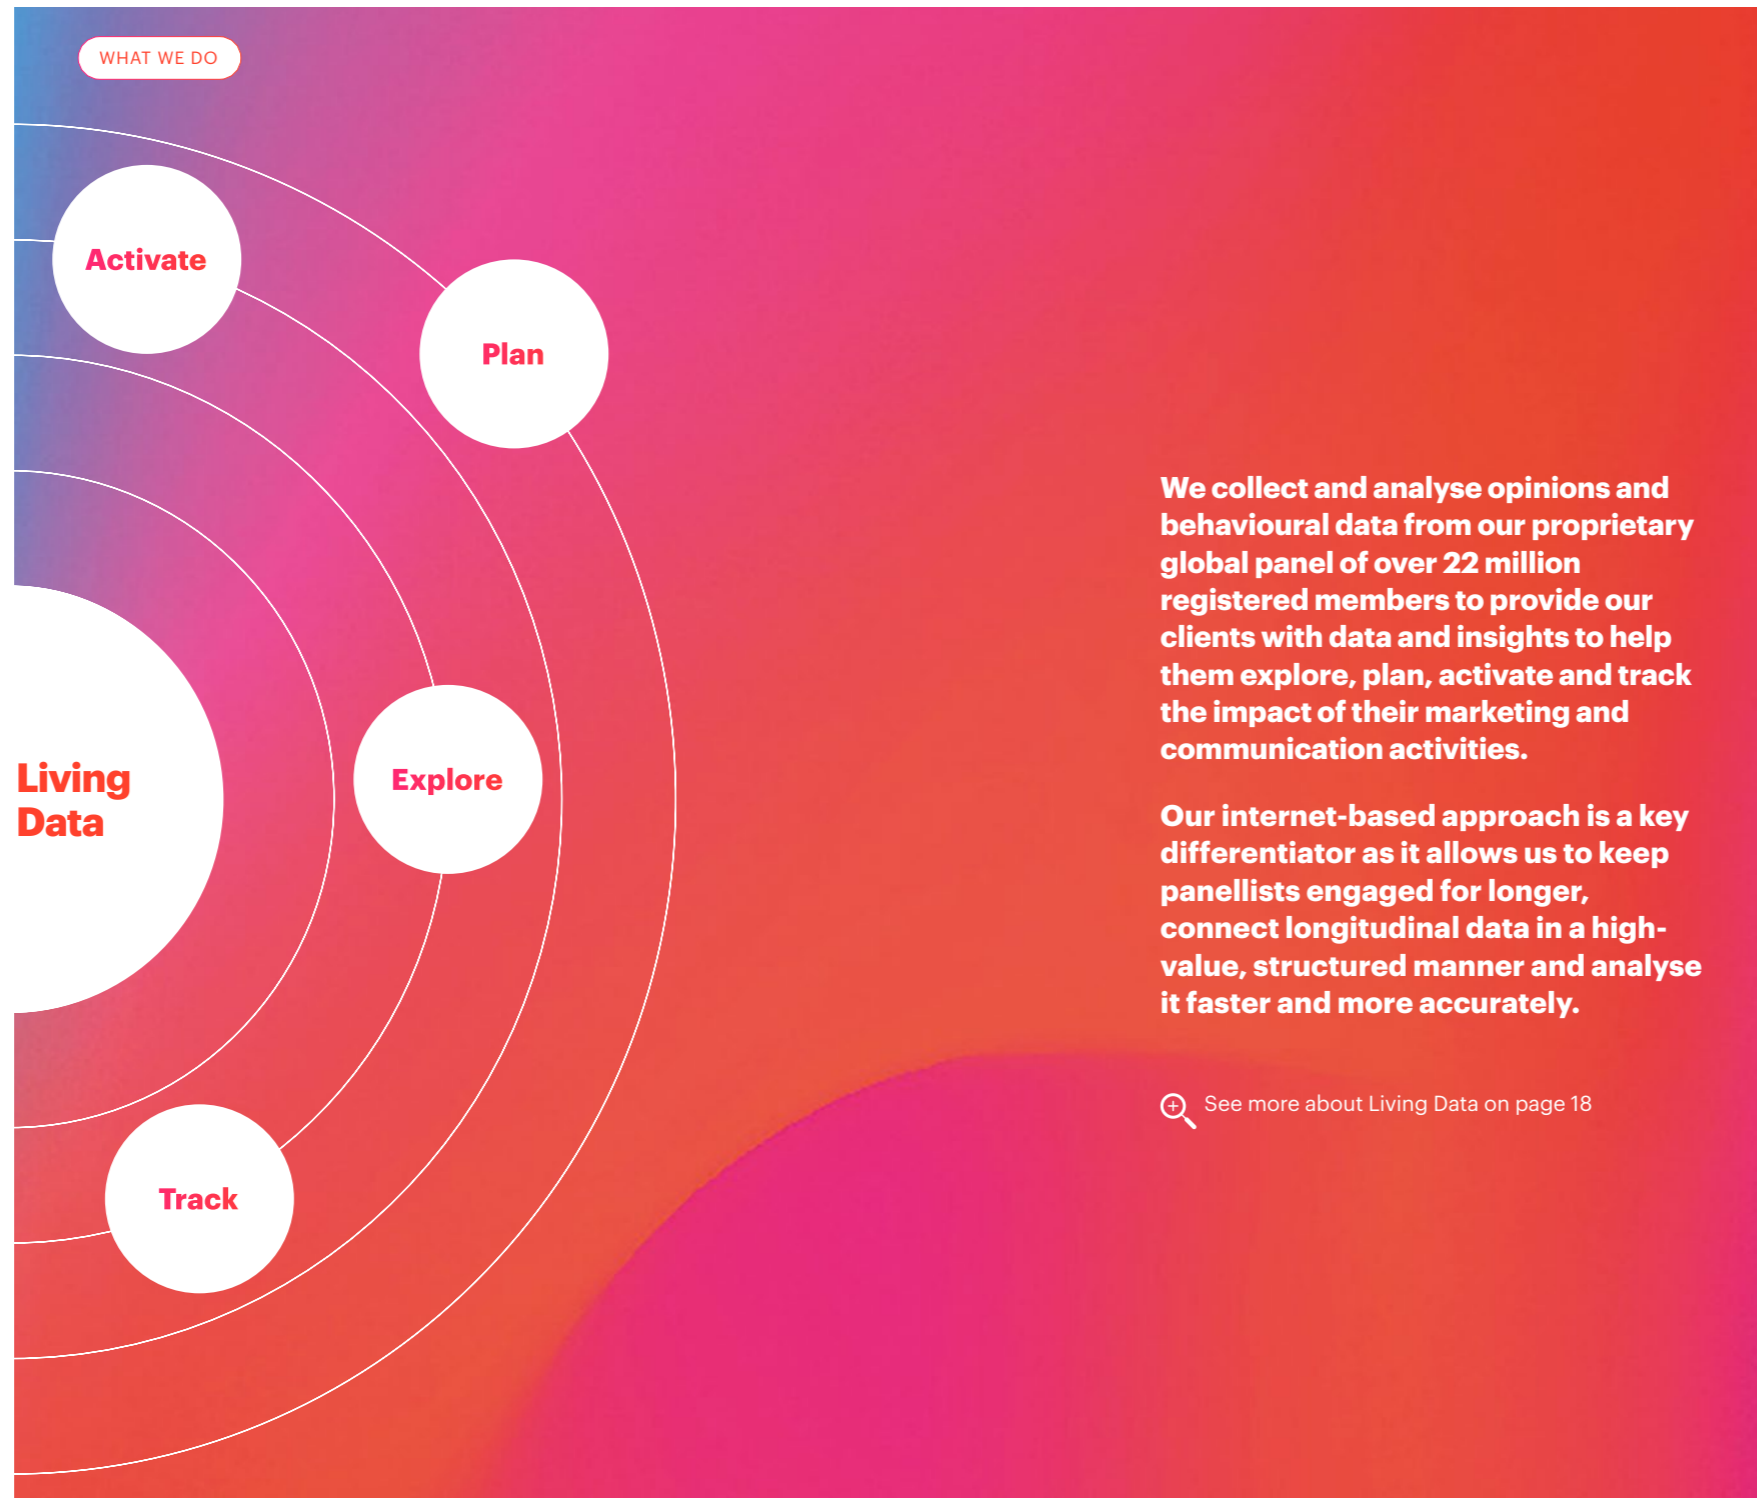 WHAT WE DO
Activate
Plan
Explore
Living
Data
Track
We collect and analyse opinions and
behavioural data from our proprietary
global panel of over 22 million
registered members to provide our
clients with data and insights to help
them explore, plan, activate and track
the impact of their marketing and
communication activities.
Our internet-based approach is a key
differentiator as it allows us to keep
panellists engaged for longer,
connect longitudinal data in a high-
value, structured manner and analyse
it faster and more accurately.
See more about Living Data on page 18